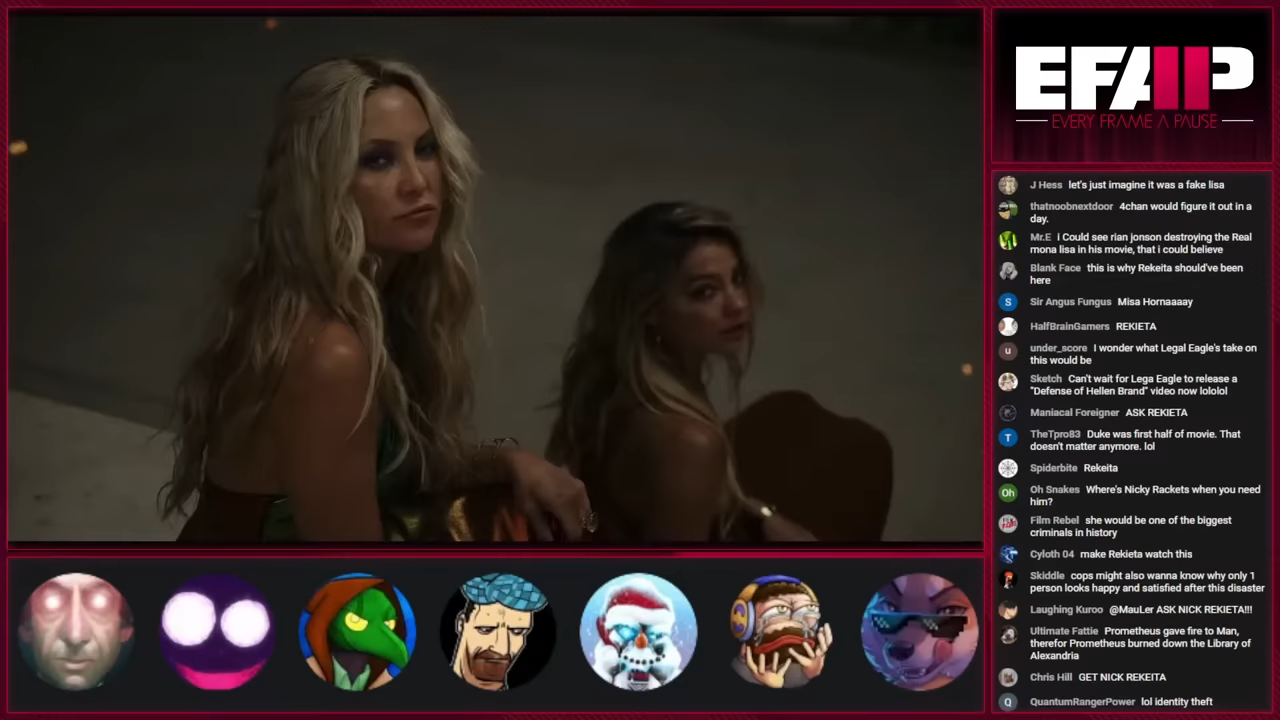 EFAP
EVERY FRAME A PAUSE
J Hess let's just imagine it was a fake lisa
thatnoobnextdoor 4chan would figure it out in a
day.
Mr.E i Could see rian jonson destroying the Real
mona lisa in his movie, that i could believe
Blank Face this is why Rekeita should've been
here
S Sir Angus Fungus Misa Hornaaaay
HalfBrainGamers REKIETA
u under_score I wonder what Legal Eagle's take on
this would be
Sketch Can't wait for Lega Eagle to release a
"Defense of Hellen Brand" video now lololol
Maniacal Foreigner ASK REKIETA
T TheTpro83 Duke was first half of movie. That
doesn't matter anymore. lol
Spiderbite Rekeita
Oh Oh Snakes Where's Nicky Rackets when you need
him?
Film Rebel she would be one of the biggest
criminals in history
Cyloth 04 make Rekieta watch this
Skiddle cops might also wanna know why only 1
person looks happy and satisfied after this disaster
Laughing Kuroo @MauLer ASK NICK REKIETA!!!
Ultimate Fattie Prometheus gave fire to Man,
therefor Prometheus burned down the Library of
Alexandria
Chris Hill GET NICK REKEITA
Q QuantumRangerPower lol identity theft